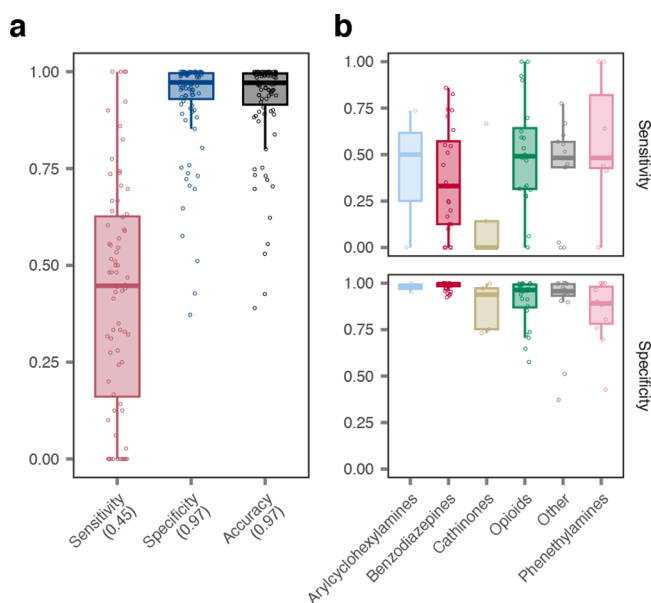 a
1.00
0.75
0.50
0.25
0.00
Sensitivity
(0.45)
Specificity
(0.97)
Accuracy
(0.97)
b
1.00
0.75
0.50
0.25
0.00
Sensitivity
1.00
0.75
0.50
0.25
0.00
Specificity
Arylcyclohexylamines
Benzodiazepines
Cathinones
Opioids
Other
Phenethylamines